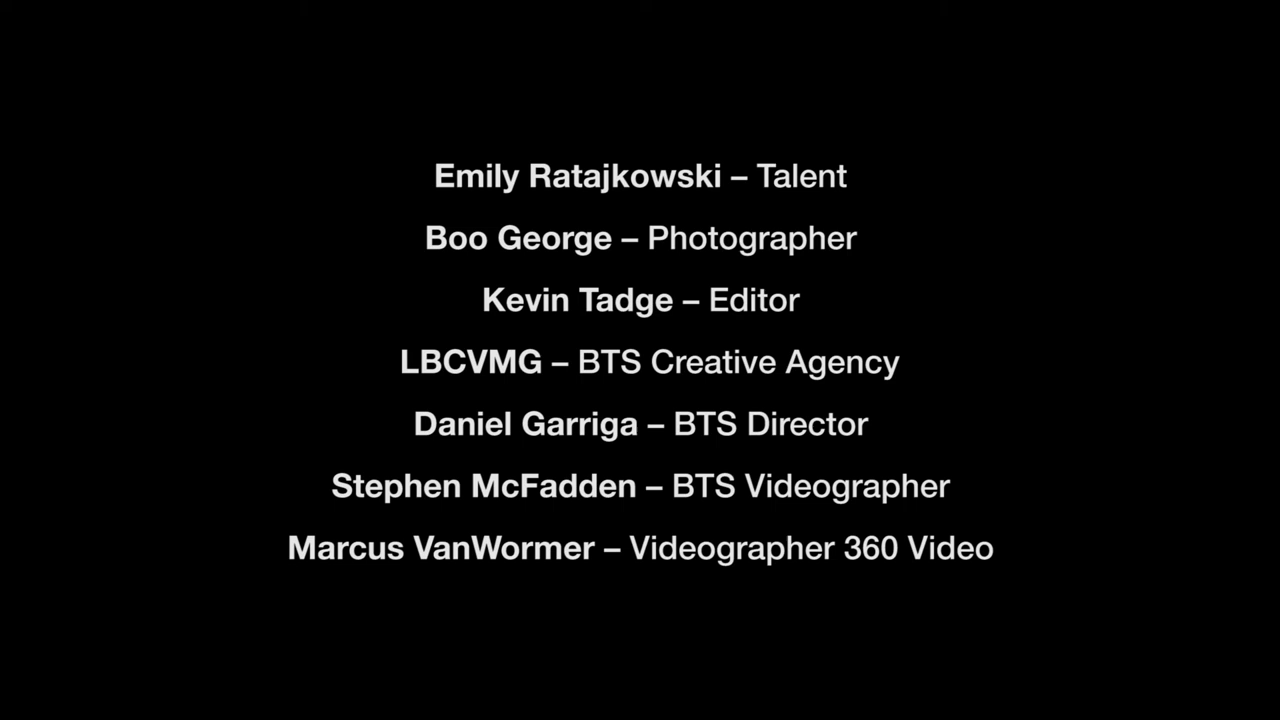 Emily Ratajkowski – Talent
Boo George – Photographer
Kevin Tadge – Editor
LBCVMG – BTS Creative Agency
Daniel Garriga – BTS Director
Stephen McFadden – BTS Videographer
Marcus VanWormer – Videographer 360 Video